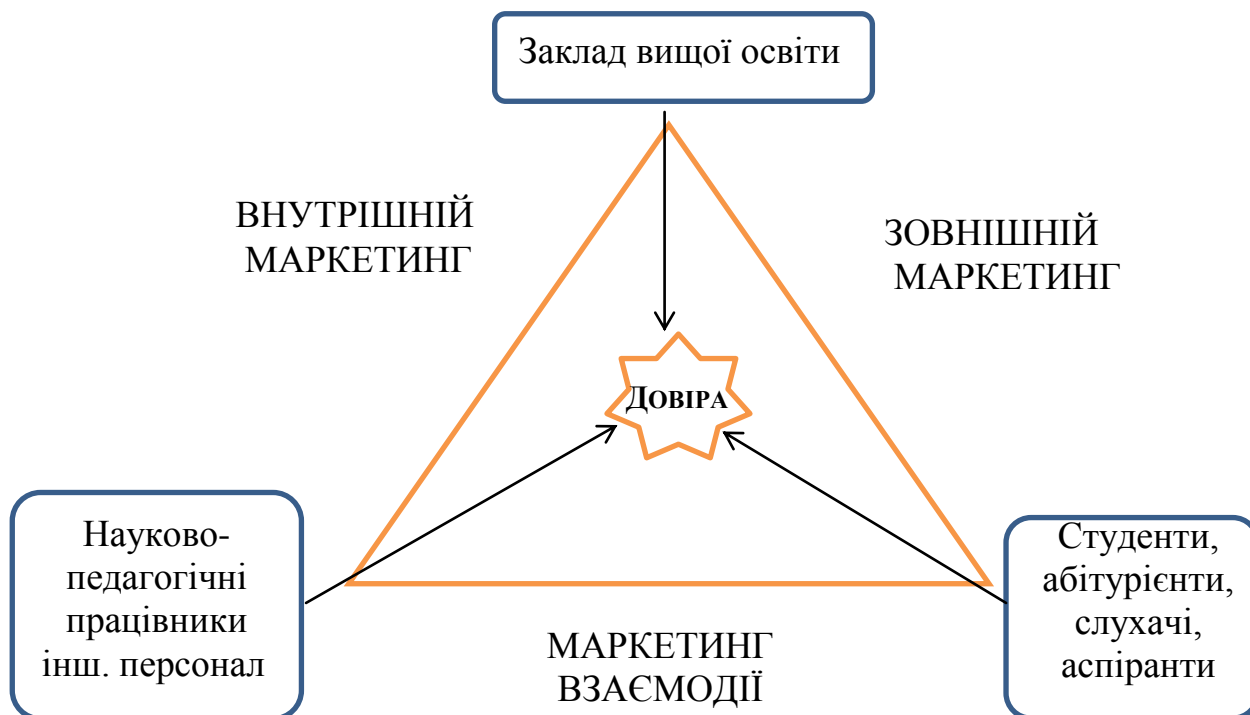 Заклад вищої освіти
ВНУТРІШНІЙ
МАРКЕТИНГ
ЗОВНІШНІЙ
МАРКЕТИНГ
ДОВІРА
Науково-
педагогічні
працівники
інш. персонал
МАРКЕТИНГ
ВЗАЄМОДІЇ
Студенти,
абітурієнти,
слухачі,
аспіранти